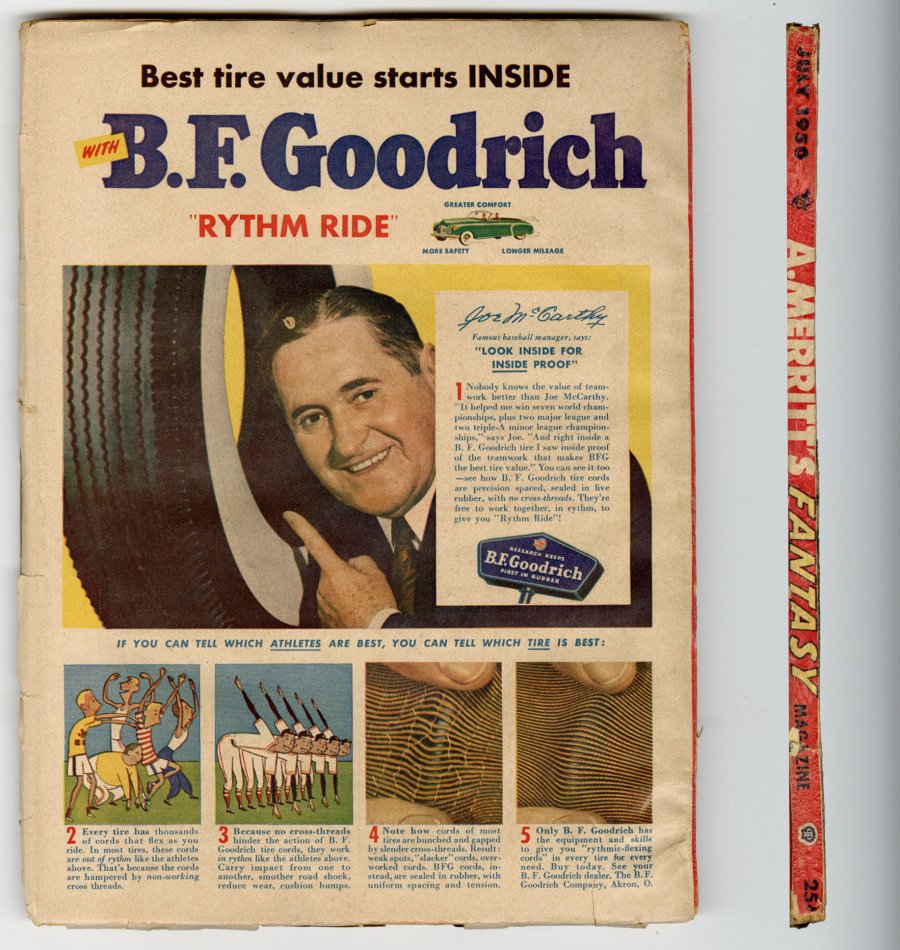 Best tire value starts INSIDE
WITH B.F. Goodrich
"RYTHM RIDE"
GREATER COMFORT
MORE SAFETY
LONGER MILEAGE
Joe McCarthy
Famous baseball manager, says:
"LOOK INSIDE FOR
INSIDE PROOF"
1 Nobody knows the value of team-
work better than Joe McCarthy.
"It helped me win seven world cham-
pionships, plus two major league and
two triple-A minor league champion-
ships," says Joe. "And right inside a
B. F. Goodrich tire I saw inside proof
of the teamwork that makes BFG
the best tire value." You can see it too
—see how B. F. Goodrich tire cords
are precision spaced, sealed in live
rubber, with no cross-threads. They're
free to work together, in rythm, to
give you "Rythm Ride"!
RESEARCH KEEPS
B.F. Goodrich
FIRST IN RUBBER
IF YOU CAN TELL WHICH ATHLETES ARE BEST, YOU CAN TELL WHICH TIRE IS BEST:
2 Every tire has thousands
of cords that flex as you
ride. In most tires, these cords
are out of rythm like the athletes
above. That's because the cords
are hampered by non-working
cross threads.
3 Because no cross-threads
hinder the action of B. F.
Goodrich tire cords, they work
in rythm like the athletes above.
Carry impact from one to
another, smother road shock,
reduce wear, cushion bumps.
4 Note how cords of most
tires are bunched and gapped
by slender cross-threads. Result:
weak spots, "slacker" cords, over-
worked cords. BFG cords, in-
stead, are sealed in rubber, with
uniform spacing and tension.
5 Only B. F. Goodrich has
the equipment and skills
to give you "rythmic-flexing
cords" in every tire for every
need. Buy today. See your
B. F. Goodrich dealer. The B. F.
Goodrich Company, Akron, O.
JULY 1950
A. MERRITT'S FANTASY MAGAZINE
25¢